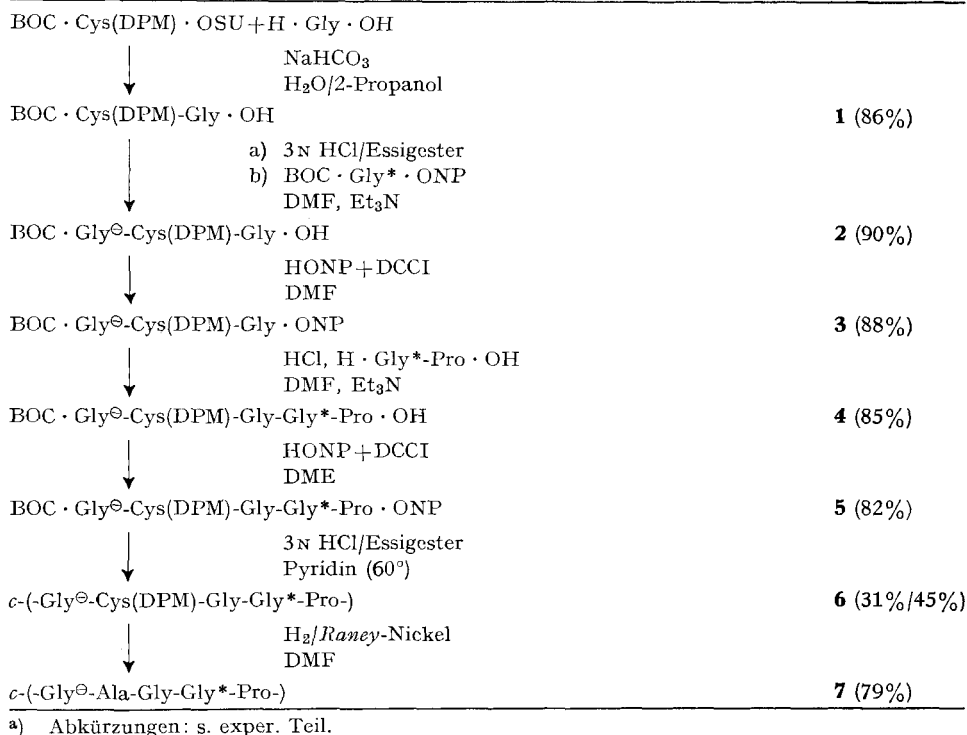 BOC · Cys(DPM) · OSU+H · Gly · OH
NaHCO₃
H₂O/2-Propanol
BOC · Cys(DPM)-Gly · OH 1 (86%)
a) 3N HCl/Essigester
b) BOC · Gly* · ONP
DMF, Et₃N
BOC · Gly⊖-Cys(DPM)-Gly · OH 2 (90%)
HONP+DCCI
DMF
BOC · Gly⊖-Cys(DPM)-Gly · ONP 3 (88%)
HCl, H · Gly*-Pro · OH
DMF, Et₃N
BOC · Gly⊖-Cys(DPM)-Gly-Gly*-Pro · OH 4 (85%)
HONP+DCCI
DME
BOC · Gly⊖-Cys(DPM)-Gly-Gly*-Pro · ONP 5 (82%)
3N HCl/Essigester
Pyridin (60°)
c-(-Gly⊖-Cys(DPM)-Gly-Gly*-Pro-) 6 (31%/45%)
H₂/Raney-Nickel
DMF
c-(-Gly⊖-Ala-Gly-Gly*-Pro-) 7 (79%)
a) Abkürzungen: s. exper. Teil.